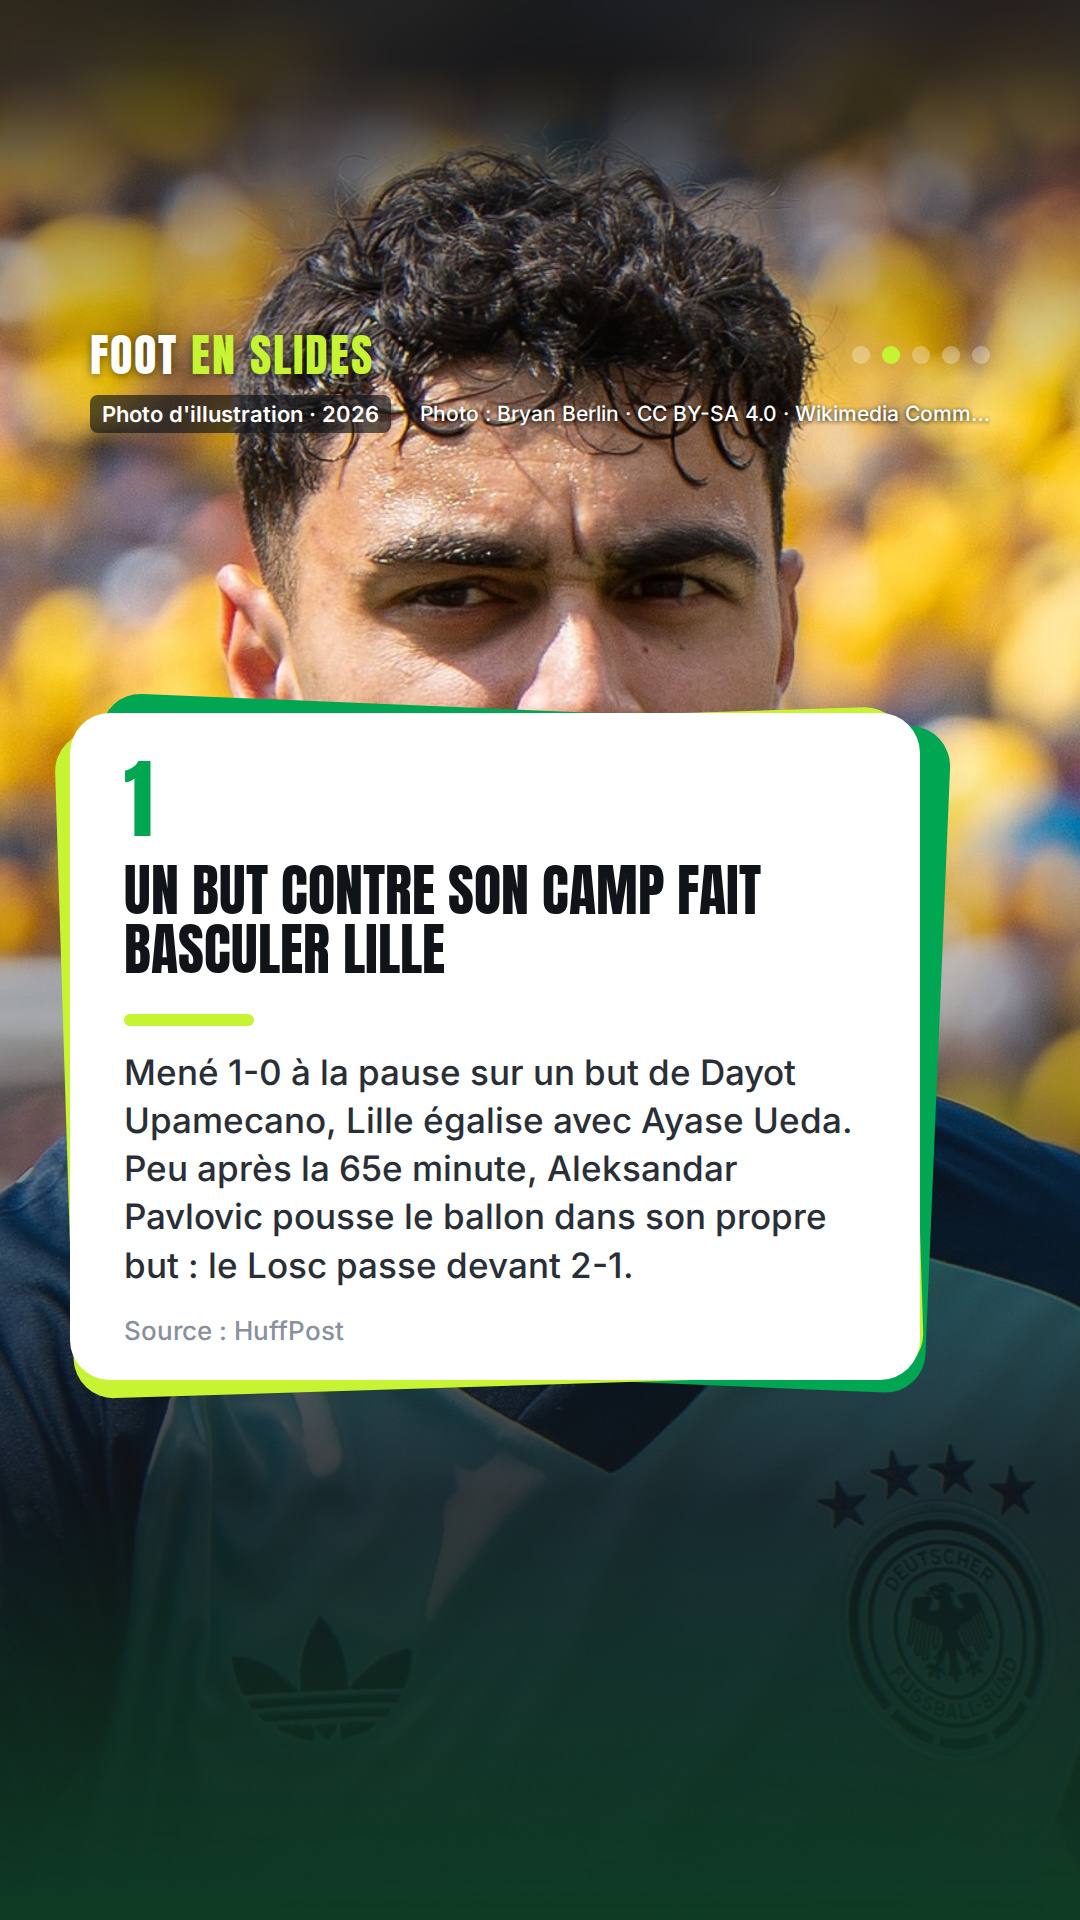 FOOT EN SLIDES
Photo d'illustration · 2026
Photo : Bryan Berlin · CC BY-SA 4.0 · Wikimedia Comm...
1
UN BUT CONTRE SON CAMP FAIT
BASCULER LILLE
Mené 1-0 à la pause sur un but de Dayot
Upamecano, Lille égalise avec Ayase Ueda.
Peu après la 65e minute, Aleksandar
Pavlovic pousse le ballon dans son propre
but : le Losc passe devant 2-1.
Source : HuffPost
DEUTSCHER
FUSSBALL-BUND